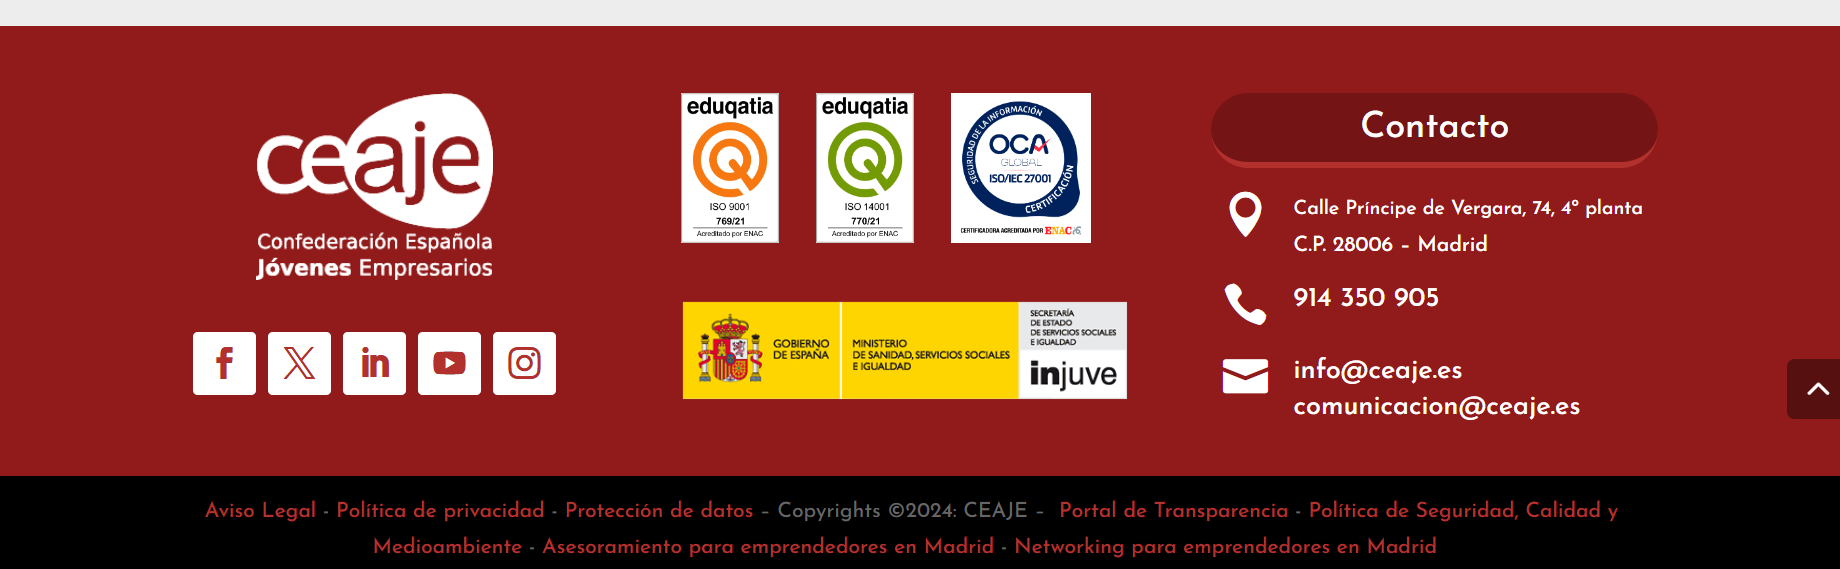 ceaje
Confederación Española
Jóvenes Empresarios
eduqatia
Q
ISO 9001
769/21
Acreditado por ENAC
eduqatia
Q
ISO 14001
770/21
Acreditado por ENAC
SEGURIDAD DE LA INFORMACIÓN
OCA
GLOBAL
ISO/IEC 27001
CERTIFICACIÓN
CERTIFICADORA ACREDITADA POR ENAC
GOBIERNO
DE ESPAÑA
MINISTERIO
DE SANIDAD, SERVICIOS SOCIALES
E IGUALDAD
SECRETARÍA
DE ESTADO
DE SERVICIOS SOCIALES
E IGUALDAD
injuve
Contacto
Calle Príncipe de Vergara, 74, 4º planta
C.P. 28006 – Madrid
914 350 905
info@ceaje.es
comunicacion@ceaje.es
Aviso Legal - Política de privacidad - Protección de datos – Copyrights ©2024: CEAJE – Portal de Transparencia - Política de Seguridad, Calidad y
Medioambiente - Asesoramiento para emprendedores en Madrid - Networking para emprendedores en Madrid